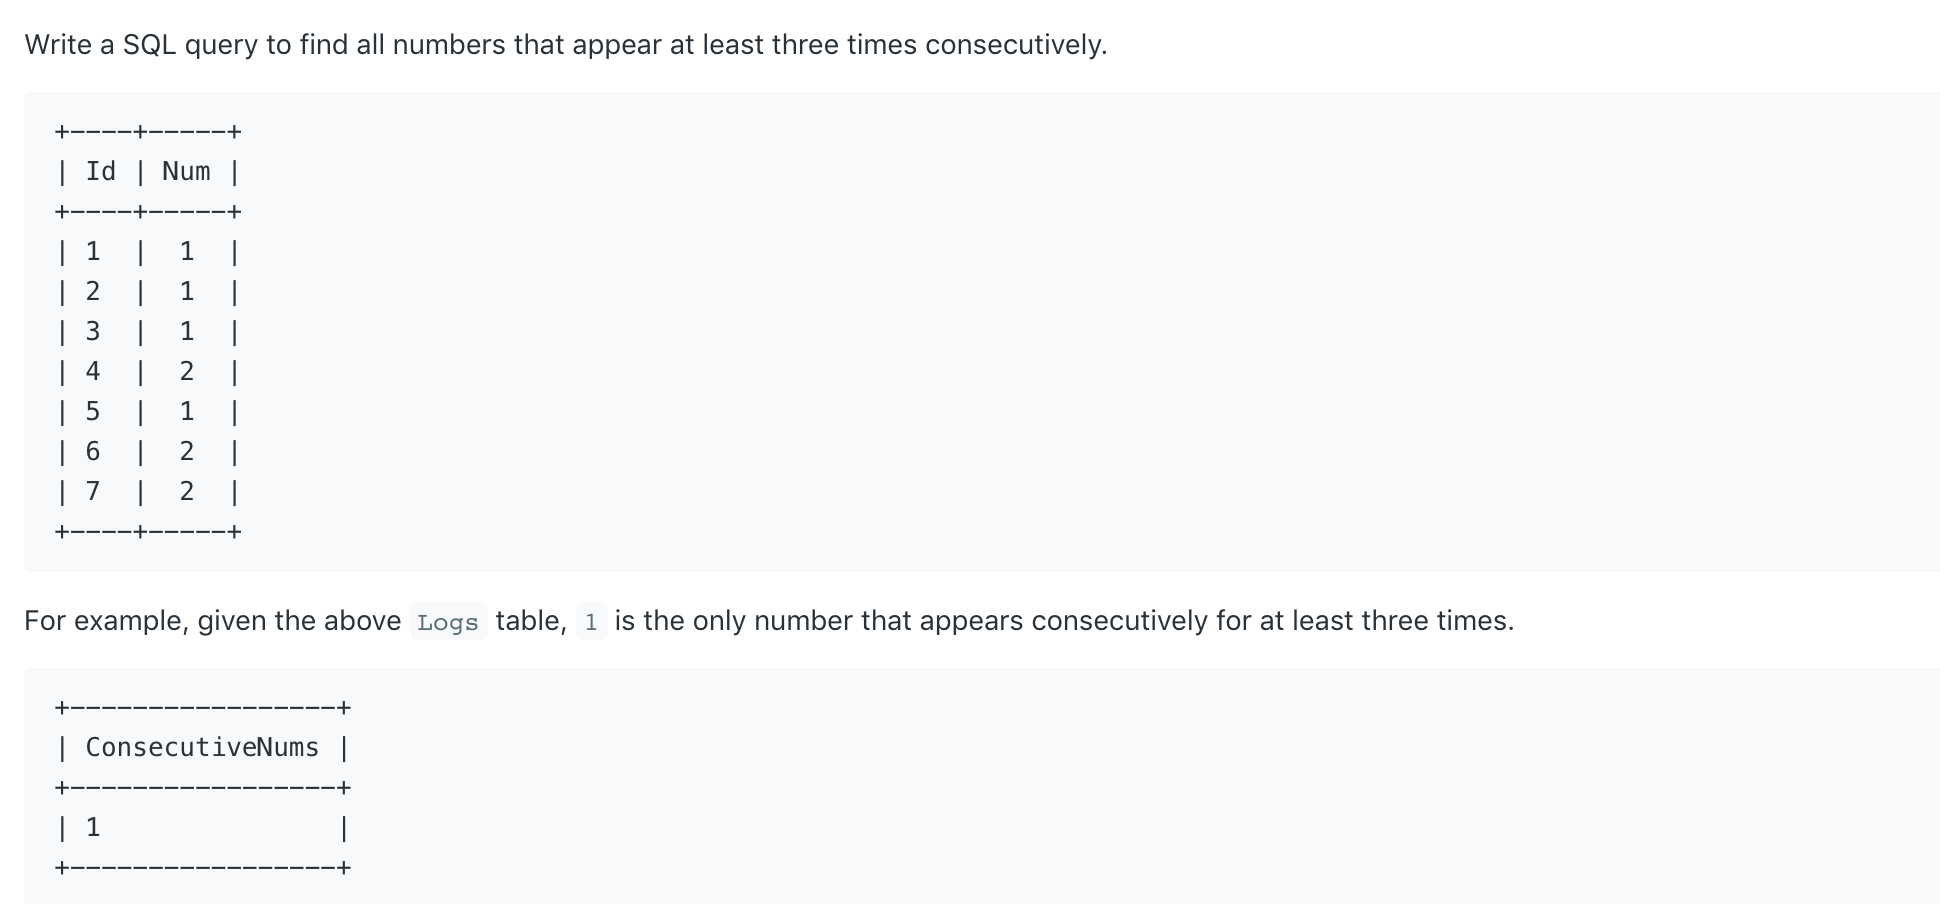 Write a SQL query to find all numbers that appear at least three times consecutively.
+----+-----+
| Id | Num |
+----+-----+
| 1  |  1  |
| 2  |  1  |
| 3  |  1  |
| 4  |  2  |
| 5  |  1  |
| 6  |  2  |
| 7  |  2  |
+----+-----+
For example, given the above Logs table, 1 is the only number that appears consecutively for at least three times.
+-----------------+
| ConsecutiveNums |
+-----------------+
| 1               |
+-----------------+